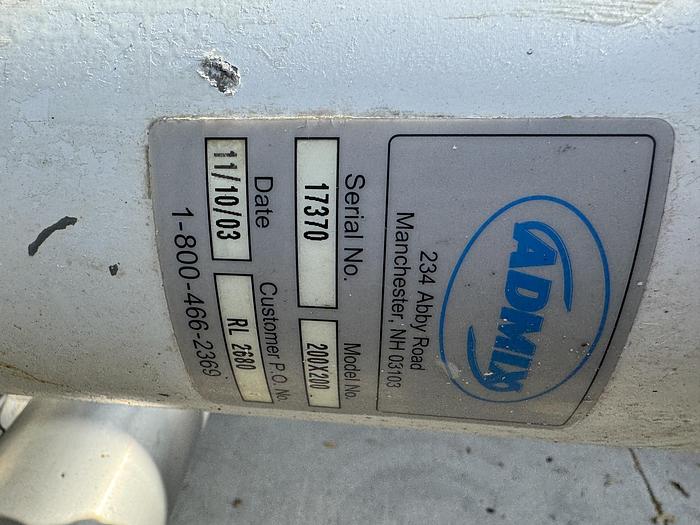 ADMIX
234 Abby Road
Manchester, NH 03103
Serial No. Model No.
17370 200X200
Date Customer P.O. No.
11/10/03 RL 2680
1-800-466-2369